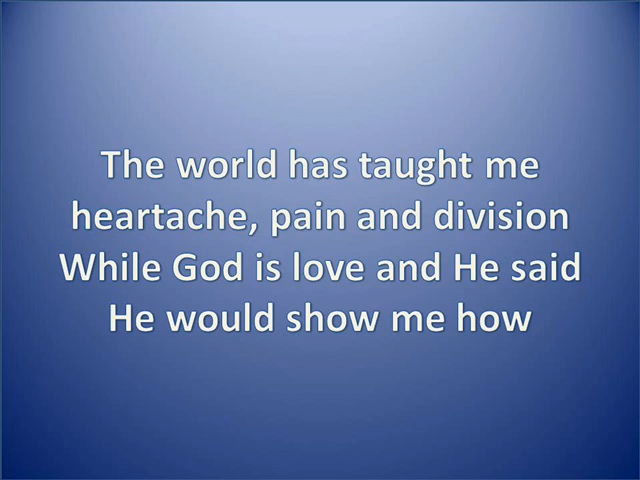 The world has taught me
heartache, pain and division
While God is love and He said
He would show me how